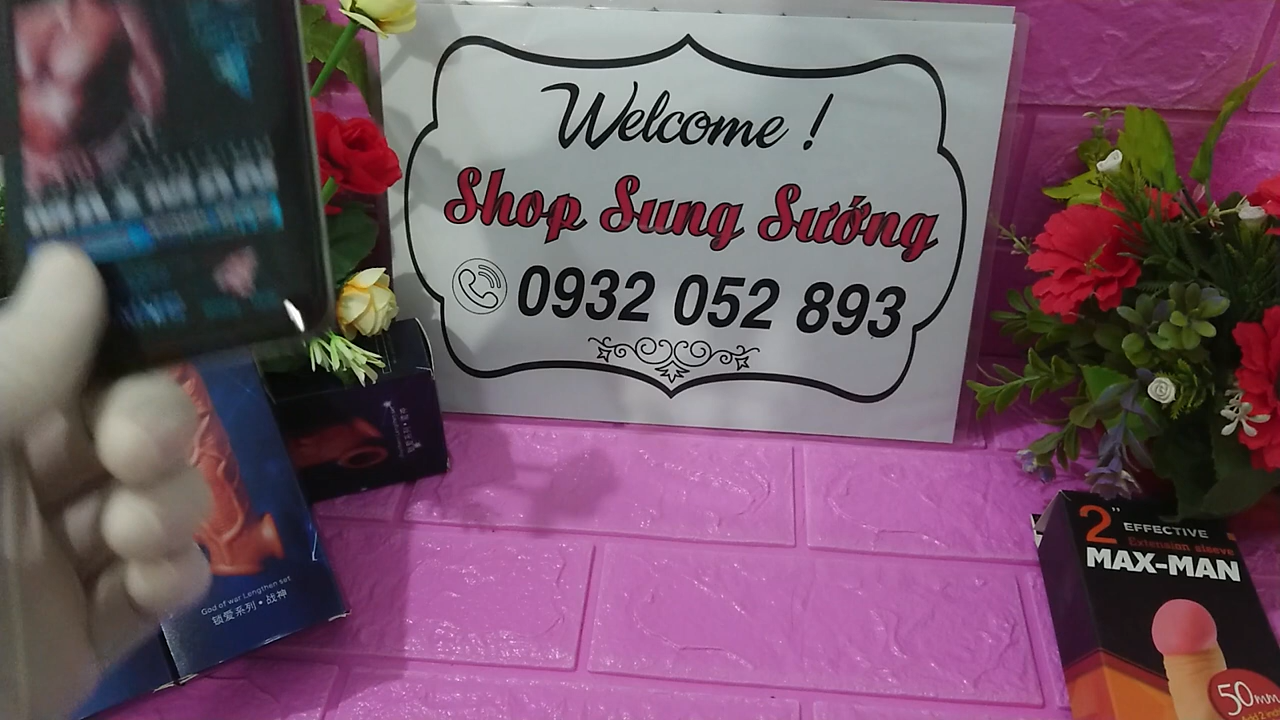 Welcome !
Shop Sung Sướng
0932 052 893
God of war Lengthen set
锁爱系列•战神
2" EFFECTIVE
Extension sleeve
MAX-MAN
50mm